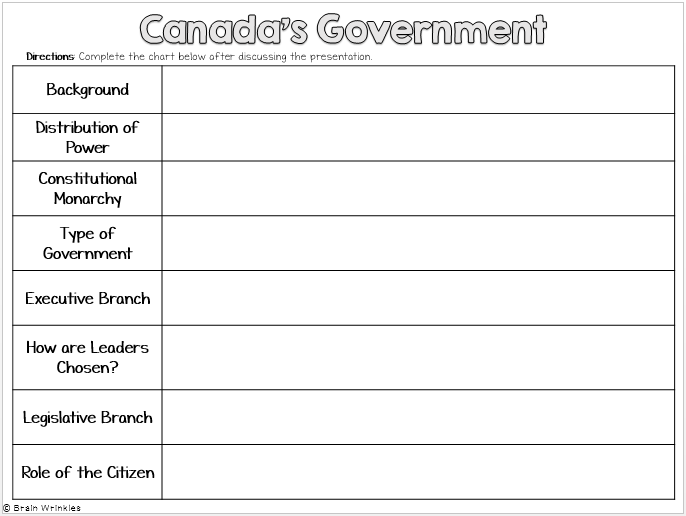 Canada's Government
Directions: Complete the chart below after discussing the presentation.
Background
Distribution of
Power
Constitutional
Monarchy
Type of
Government
Executive Branch
How are Leaders
Chosen?
Legislative Branch
Role of the Citizen
© Brain Wrinkles